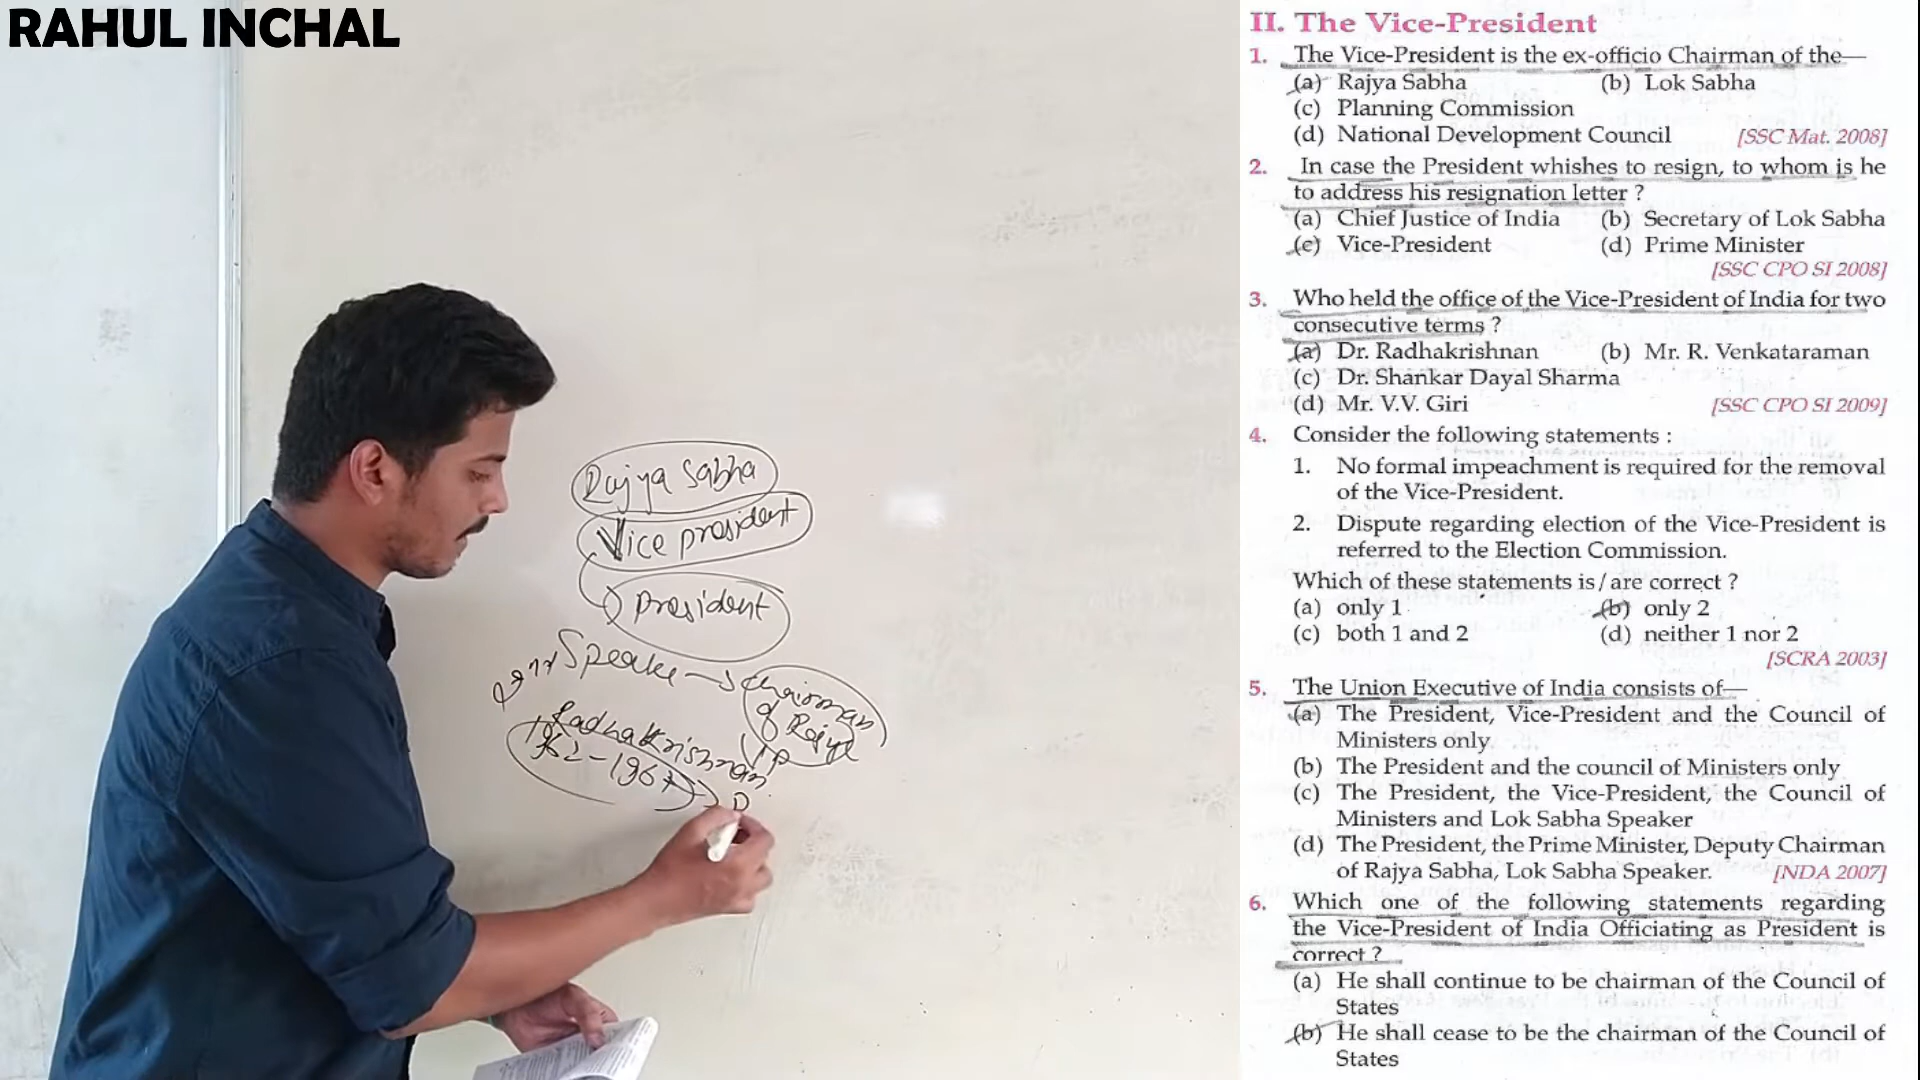 RAHUL INCHAL
Rajya Sabha
Vice president
president
Speake → chairman
of Rajya
VP
Radhakrishnan
1962-1967
II. The Vice-President
1. The Vice-President is the ex-officio Chairman of the—
(a) Rajya Sabha (b) Lok Sabha
(c) Planning Commission
(d) National Development Council [SSC Mat. 2008]
2. In case the President whishes to resign, to whom is he
to address his resignation letter ?
(a) Chief Justice of India (b) Secretary of Lok Sabha
(c) Vice-President (d) Prime Minister
[SSC CPO SI 2008]
3. Who held the office of the Vice-President of India for two
consecutive terms ?
(a) Dr. Radhakrishnan (b) Mr. R. Venkataraman
(c) Dr. Shankar Dayal Sharma
(d) Mr. V.V. Giri [SSC CPO SI 2009]
4. Consider the following statements :
1. No formal impeachment is required for the removal
of the Vice-President.
2. Dispute regarding election of the Vice-President is
referred to the Election Commission.
Which of these statements is/are correct ?
(a) only 1 (b) only 2
(c) both 1 and 2 (d) neither 1 nor 2
[SCRA 2003]
5. The Union Executive of India consists of—
(a) The President, Vice-President and the Council of
Ministers only
(b) The President and the council of Ministers only
(c) The President, the Vice-President, the Council of
Ministers and Lok Sabha Speaker
(d) The President, the Prime Minister, Deputy Chairman
of Rajya Sabha, Lok Sabha Speaker. [NDA 2007]
6. Which one of the following statements regarding
the Vice-President of India Officiating as President is
correct ?
(a) He shall continue to be chairman of the Council of
States
(b) He shall cease to be the chairman of the Council of
States